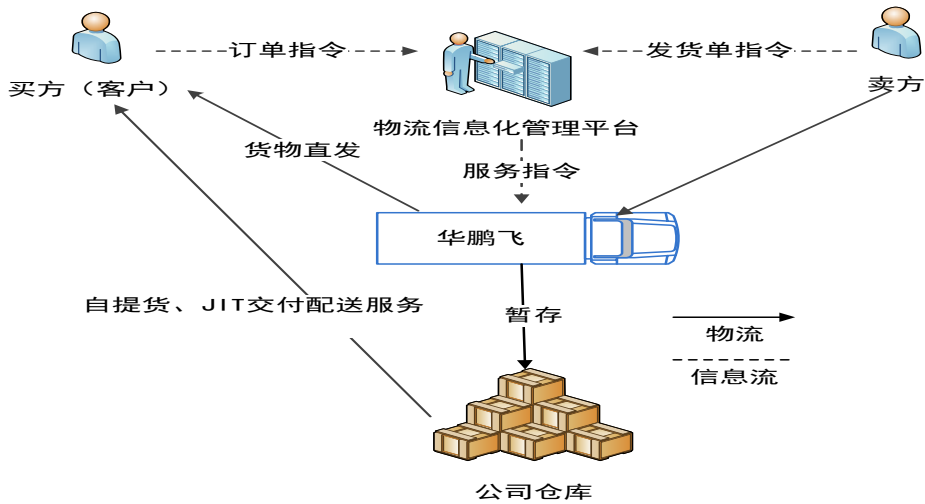 订单指令
发货单指令
买方（客户）
卖方
物流信息化管理平台
货物直发
服务指令
华鹏飞
自提货、JIT交付配送服务
暂存
物流
信息流
公司仓库